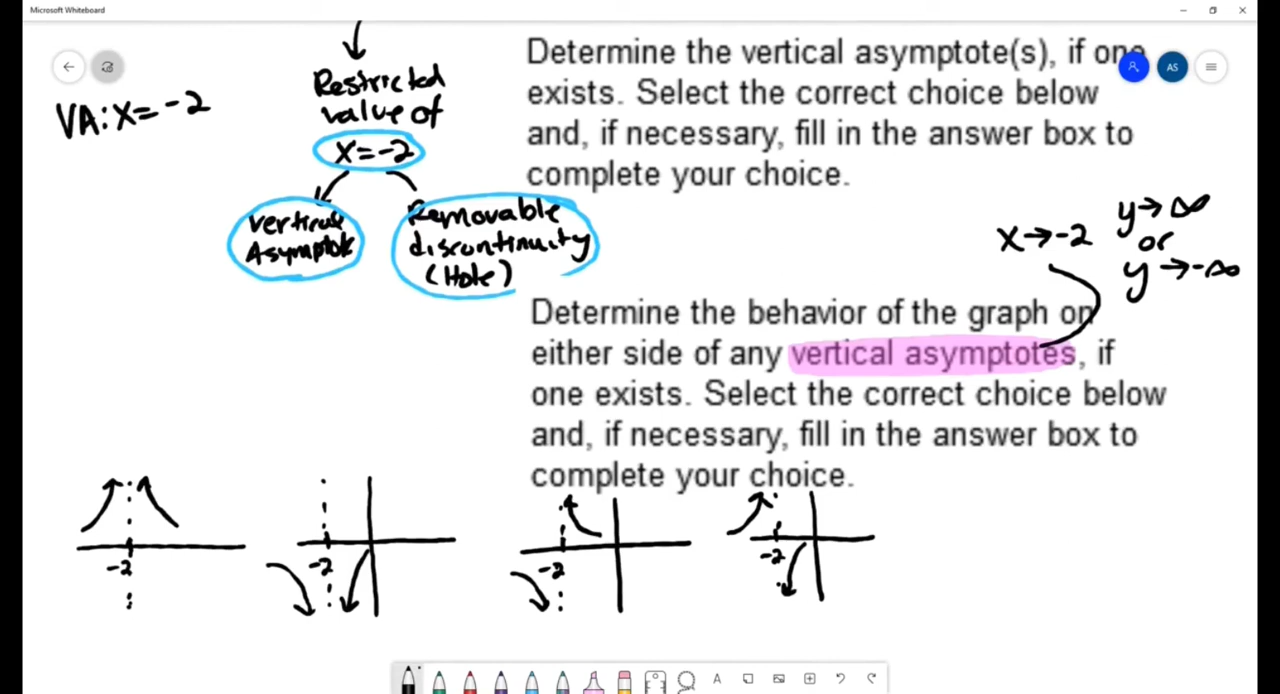 Microsoft Whiteboard
VA: X = -2
Restricted
value of
X = -2
Vertical
Asymptote
Removable
discontinuity
(Hole)
Determine the vertical asymptote(s), if one
exists. Select the correct choice below
and, if necessary, fill in the answer box to
complete your choice.
AS
X → -2
y → ∞
or
y → -∞
Determine the behavior of the graph on
either side of any vertical asymptotes, if
one exists. Select the correct choice below
and, if necessary, fill in the answer box to
complete your choice.
-2
-2
-2
-2
A